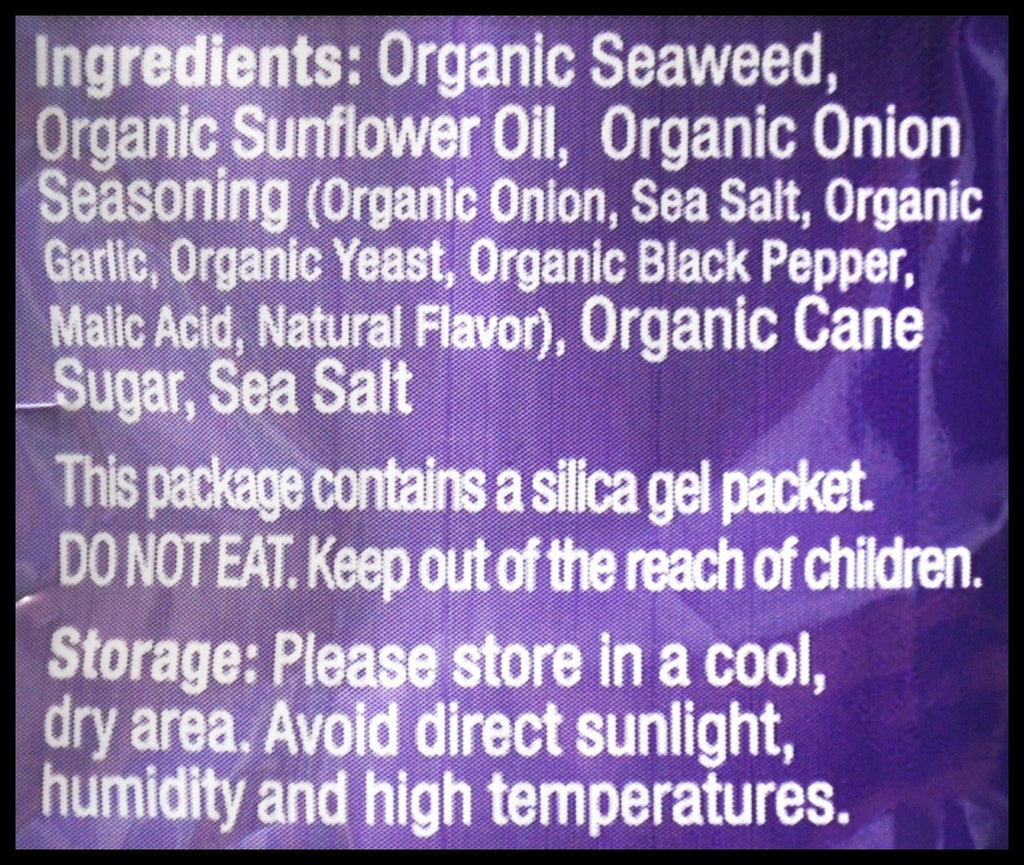 Ingredients: Organic Seaweed,
Organic Sunflower Oil, Organic Onion
Seasoning (Organic Onion, Sea Salt, Organic
Garlic, Organic Yeast, Organic Black Pepper,
Malic Acid, Natural Flavor), Organic Cane
Sugar, Sea Salt
This package contains a silica gel packet.
DO NOT EAT. Keep out of the reach of children.
Storage: Please store in a cool,
dry area. Avoid direct sunlight,
humidity and high temperatures.